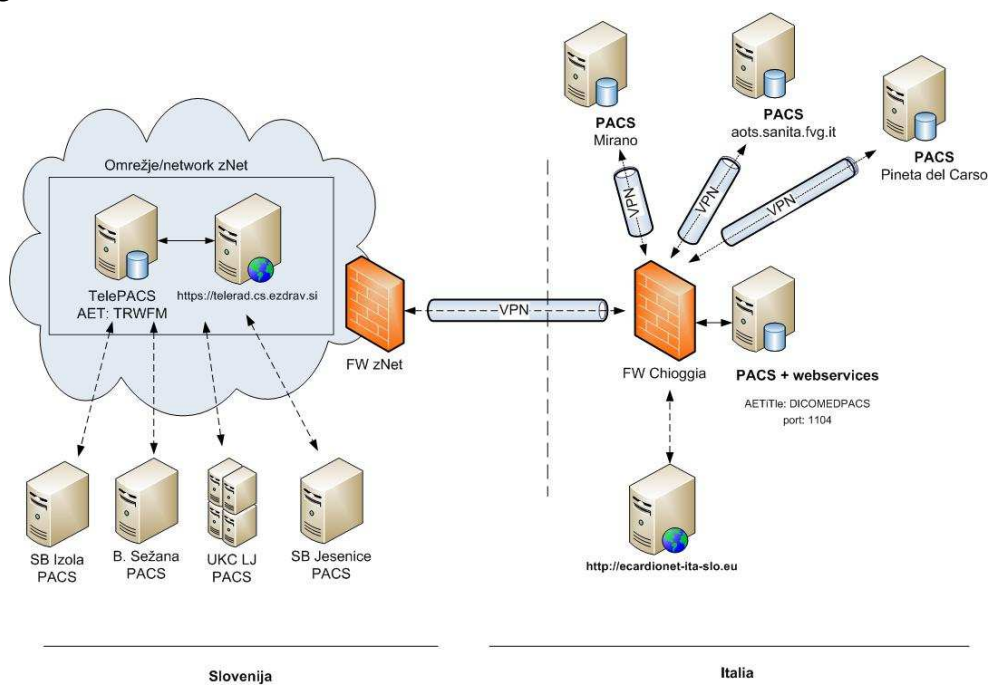 Omrežje/network zNet
TelePACS
AET: TRWFM
https://telerad.cs.ezdrav.si
FW zNet
SB Izola
PACS
B. Sežana
PACS
UKC LJ
PACS
SB Jesenice
PACS
VPN
PACS
Mirano
PACS
aots.sanita.fvg.it
PACS
Pineta del Carso
VPN
VPN
VPN
FW Chioggia
PACS + webservices
AETiTle: DICOMEDPACS
port: 1104
http://ecardionet-ita-slo.eu
Slovenija
Italia